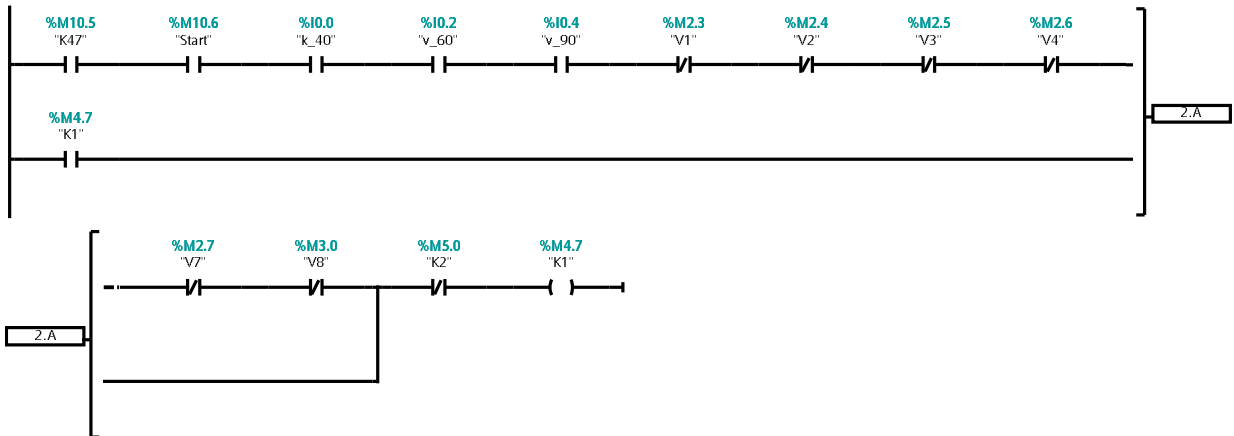 %M10.5 %M10.6 %I0.0 %I0.2 %I0.4 %M2.3 %M2.4 %M2.5 %M2.6
"K47" "Start" "k_40" "v_60" "v_90" "V1" "V2" "V3" "V4"
2.A
%M4.7
"K1"
%M2.7 %M3.0 %M5.0 %M4.7
"V7" "V8" "K2" "K1"
2.A